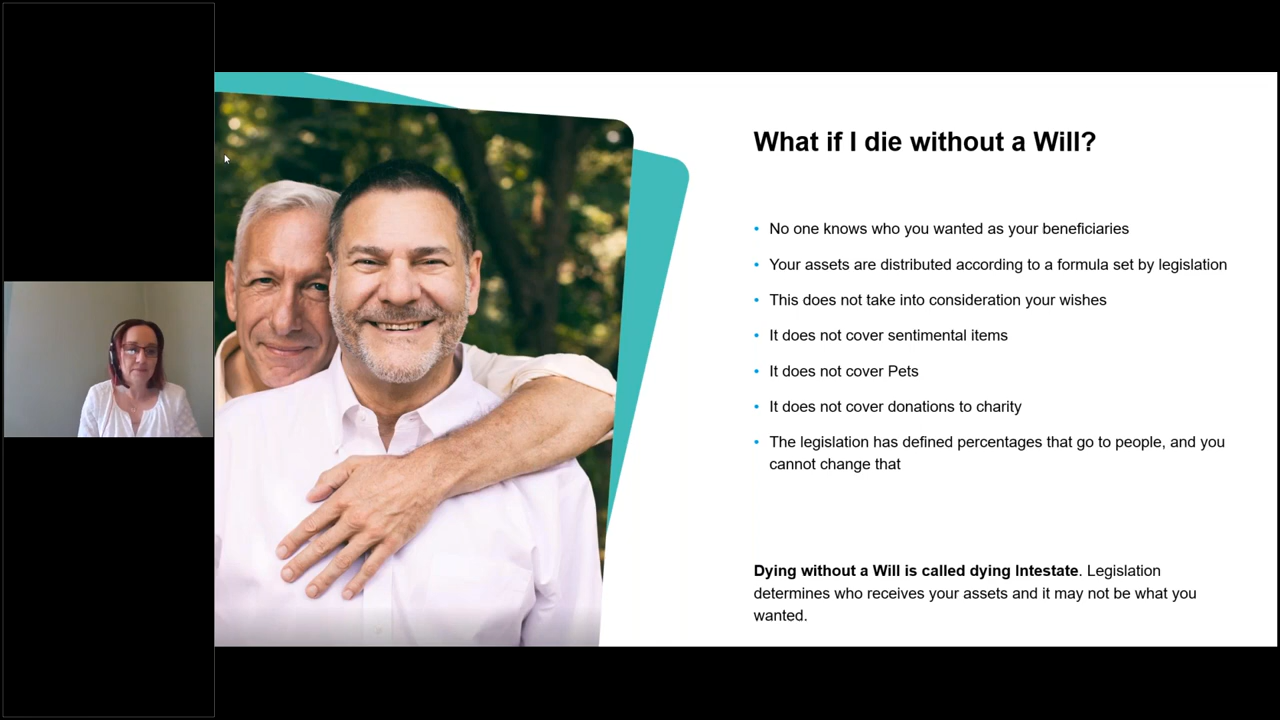 What if I die without a Will?
• No one knows who you wanted as your beneficiaries
• Your assets are distributed according to a formula set by legislation
• This does not take into consideration your wishes
• It does not cover sentimental items
• It does not cover Pets
• It does not cover donations to charity
• The legislation has defined percentages that go to people, and you
cannot change that
Dying without a Will is called dying Intestate. Legislation
determines who receives your assets and it may not be what you
wanted.